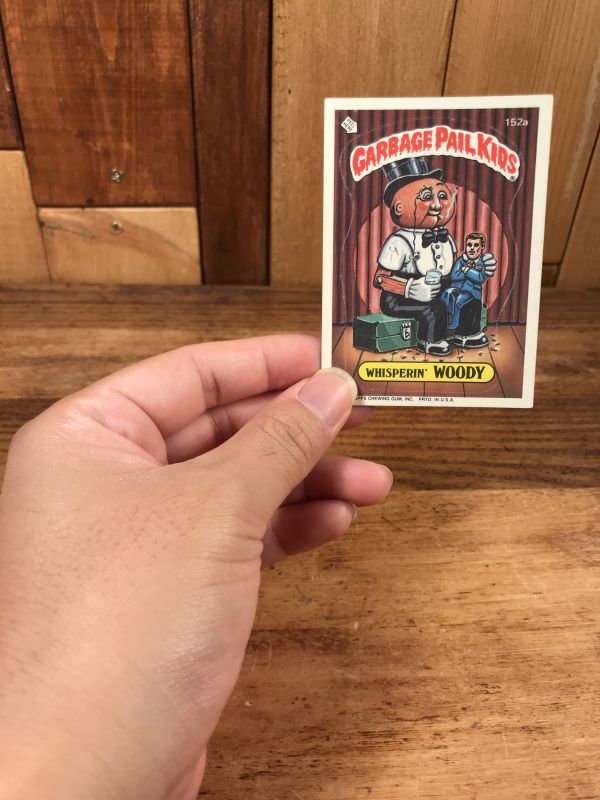 152a
GARBAGE PAIL KIDS
®
WHISPERIN' WOODY
CHEWING GUM, INC. PRTD. IN U.S.A.